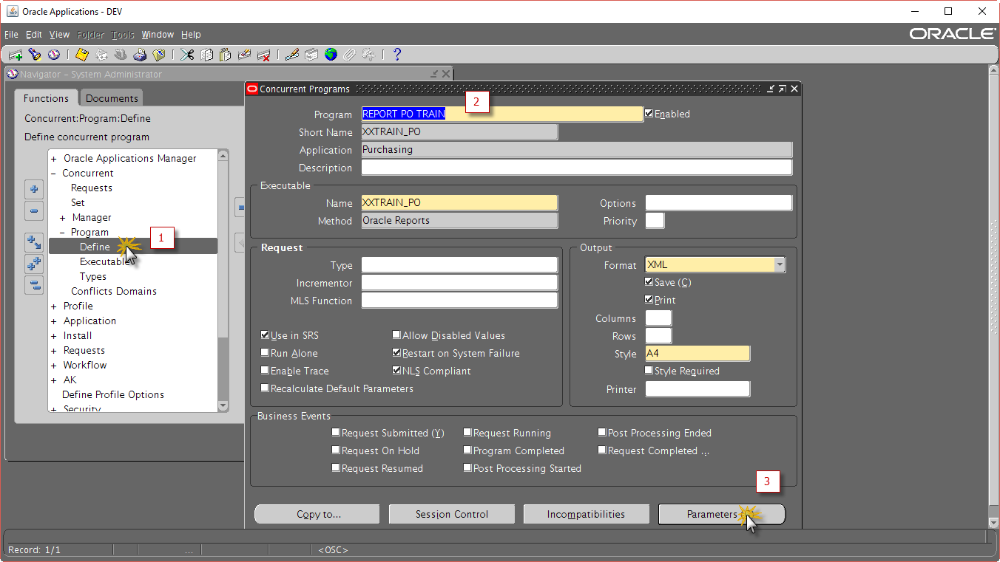 Oracle Applications - DEV
File Edit View Folder Tools Window Help
ORACLE
Navigator - System Administrator
Functions
Documents
Concurrent:Program:Define
Define concurrent program
+ Oracle Applications Manager
- Concurrent
Requests
Set
+ Manager
- Program
Define
1
Executable
Types
Conflicts Domains
+ Profile
+ Application
+ Install
+ Requests
+ Workflow
+ AK
Define Profile Options
+ Security
Concurrent Programs
2
Program REPORT PO TRAIN Enabled
Short Name XXTRAIN_PO
Application Purchasing
Description
Executable
Name XXTRAIN_PO Options
Method Oracle Reports Priority
Request
Type
Incrementor
MLS Function
Use in SRS Allow Disabled Values
Run Alone Restart on System Failure
Enable Trace NLS Compliant
Recalculate Default Parameters
Output
Format XML
Save (C)
Print
Columns
Rows
Style A4
Style Required
Printer
Business Events
Request Submitted (Y) Request Running Post Processing Ended
Request On Hold Program Completed Request Completed ...
Request Resumed Post Processing Started
3
Copy to... Session Control Incompatibilities Parameters
Record: 1/1 ... <OSC>